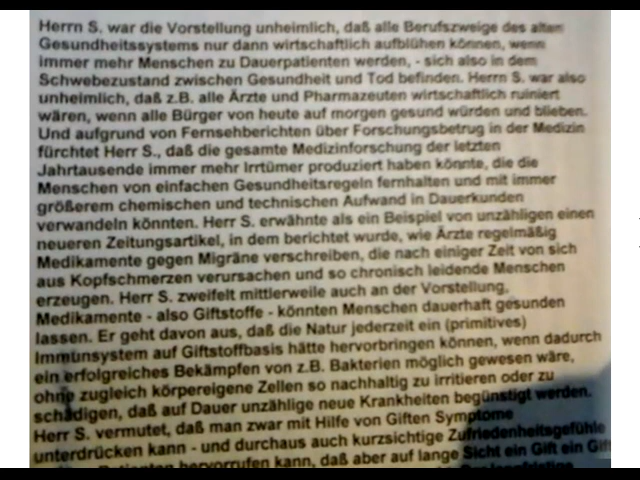 Herrn S. war die Vorstellung unheimlich, daß alle Berufszweige des alten
Gesundheitssystems nur dann wirtschaftlich aufblühen können, wenn
immer mehr Menschen zu Dauerpatienten werden, - sich also in dem
Schwebezustand zwischen Gesundheit und Tod befinden. Herrn S. war also
unheimlich, daß z.B. alle Ärzte und Pharmazeuten wirtschaftlich ruiniert
wären, wenn alle Bürger von heute auf morgen gesund würden und blieben.
Und aufgrund von Fernsehberichten über Forschungsbetrug in der Medizin
fürchtet Herr S., daß die gesamte Medizinforschung der letzten
Jahrtausende immer mehr Irrtümer produziert haben könnte, die die
Menschen von einfachen Gesundheitsregeln fernhalten und mit immer
größerem chemischen und technischen Aufwand in Dauerkunden
verwandeln könnten. Herr S. erwähnte als ein Beispiel von unzähligen einen
neueren Zeitungsartikel, in dem berichtet wurde, wie Ärzte regelmäßig
Medikamente gegen Migräne verschreiben, die nach einiger Zeit von sich
aus Kopfschmerzen verursachen und so chronisch leidende Menschen
erzeugen. Herr S. zweifelt mittlerweile auch an der Vorstellung,
Medikamente - also Giftstoffe - könnten Menschen dauerhaft gesunden
lassen. Er geht davon aus, daß die Natur jederzeit ein (primitives)
Immunsystem auf Giftstoffbasis hätte hervorbringen können, wenn dadurch
ein erfolgreiches Bekämpfen von z.B. Bakterien möglich gewesen wäre,
ohne zugleich körpereigene Zellen so nachhaltig zu irritieren oder zu
schädigen, daß auf Dauer unzählige neue Krankheiten begünstigt werden.
Herr S. vermutet, daß man zwar mit Hilfe von Giften Symptome
unterdrücken kann - und durchaus auch kurzsichtige Zufriedenheitsgefühle
hervorrufen kann, daß aber auf lange Sicht ein Gift ein Gift